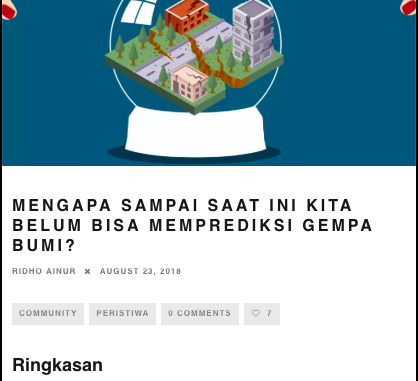 MENGAPA SAMPAI SAAT INI KITA
BELUM BISA MEMPREDIKSI GEMPA
BUMI?
RIDHO AINUR ✖ AUGUST 23, 2018
COMMUNITY PERISTIWA 0 COMMENTS ♡ 7
Ringkasan